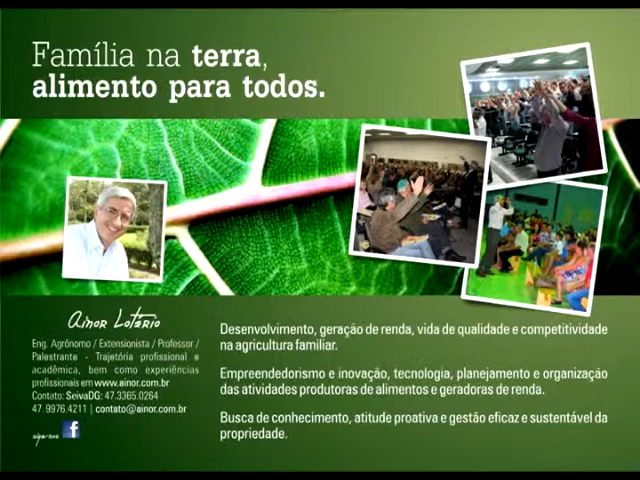 Família na terra,
alimento para todos.
Ainor Lotério
Eng. Agrônomo / Extensionista / Professor /
Palestrante - Trajetória profissional e
acadêmica, bem como experiências
profissionais em www.ainor.com.br
Contato: SeivaDG: 47.3365.0264
47. 9976.4211 | contato@ainor.com.br
f
Desenvolvimento, geração de renda, vida de qualidade e competitividade
na agricultura familiar.
Empreendedorismo e inovação, tecnologia, planejamento e organização
das atividades produtoras de alimentos e geradoras de renda.
Busca de conhecimento, atitude proativa e gestão eficaz e sustentável da
propriedade.